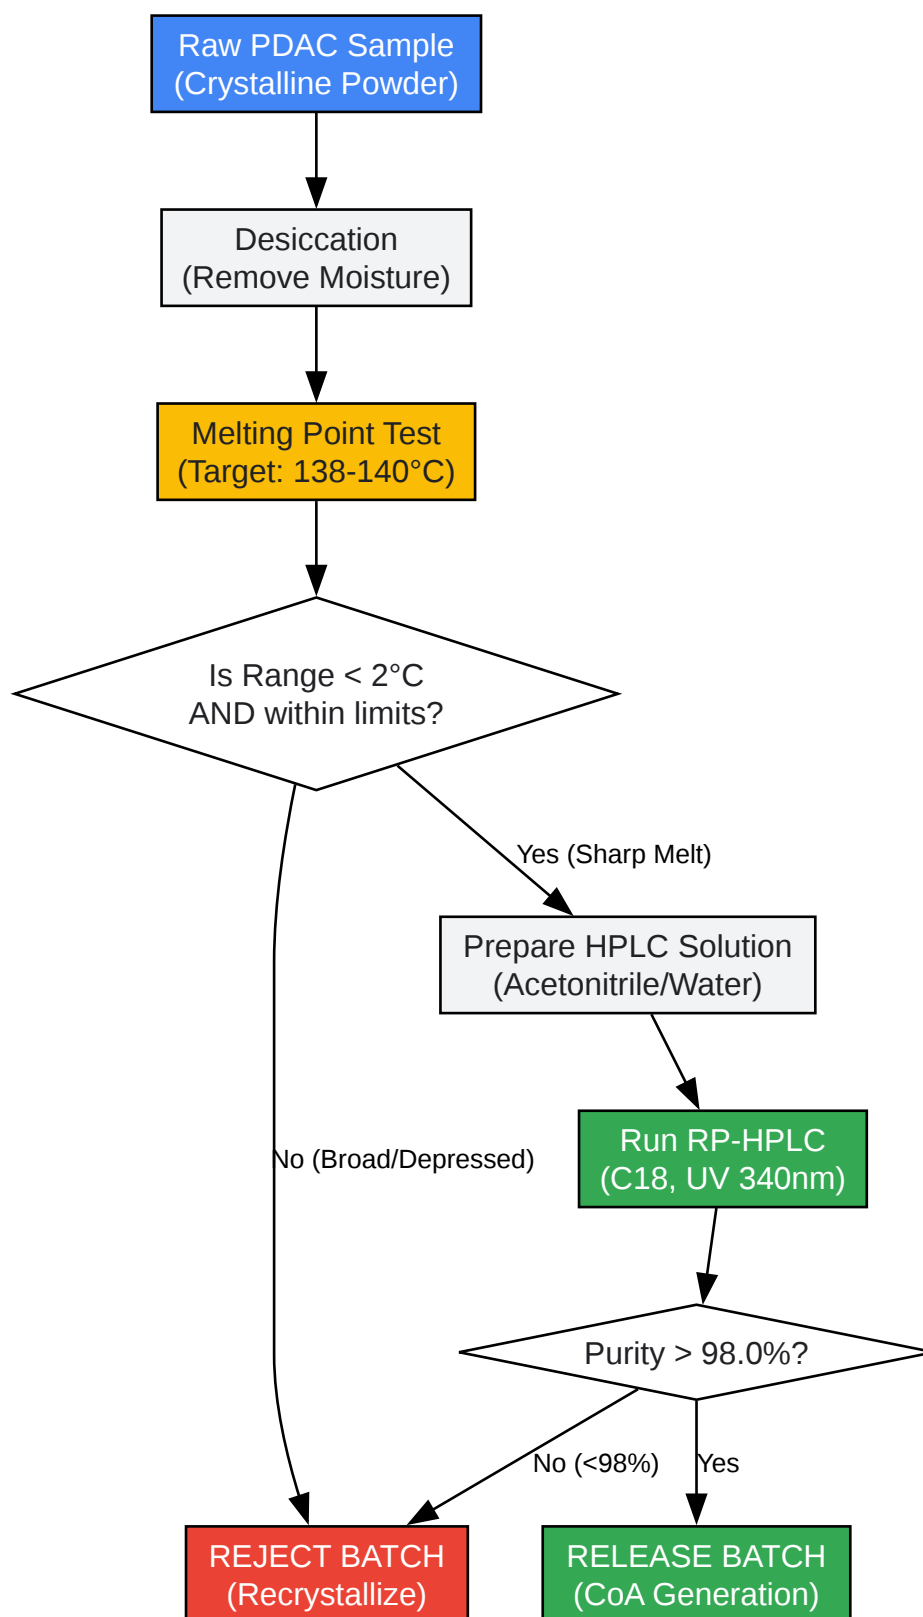 Raw PDAC Sample
(Crystalline Powder)
Desiccation
(Remove Moisture)
Melting Point Test
(Target: 138-140°C)
Is Range < 2°C
AND within limits?
Yes (Sharp Melt)
Prepare HPLC Solution
(Acetonitrile/Water)
Run RP-HPLC
(C18, UV 340nm)
No (Broad/Depressed)
Purity > 98.0%?
No (<98%)
Yes
REJECT BATCH
(Recrystallize)
RELEASE BATCH
(CoA Generation)